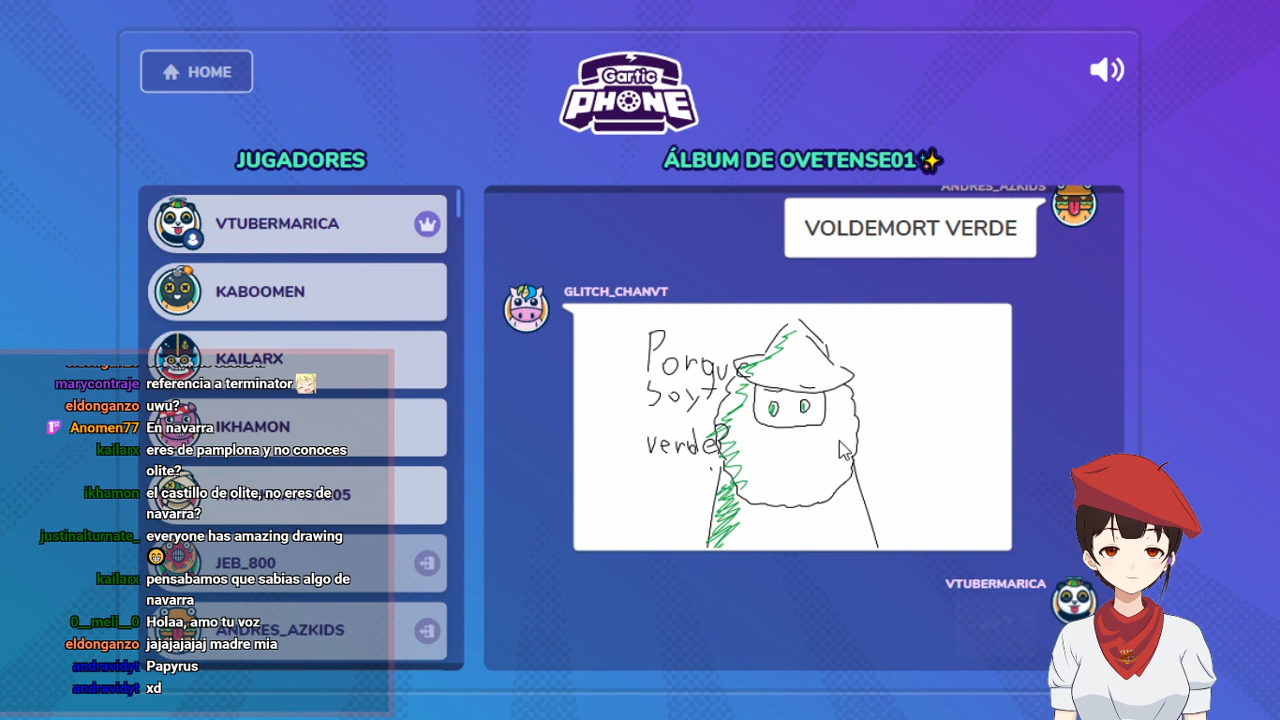 HOME
Gartic
PHONE
JUGADORES
ÁLBUM DE OVETENSE01✨
VTUBERMARICA
KABOOMEN
KAILARX
IKHAMON
05
JEB_800
ANDRES_AZKIDS
ANDRES_AZKIDS
VOLDEMORT VERDE
GLITCH_CHANVT
Porque
soy
verde?
VTUBERMARICA
marycontraje referencia a terminator
eldonganzo uwu?
1st Anomen77 En navarra
kailarx eres de pamplona y no conoces
olite?
ikhamon el castillo de olite, no eres de
navarra?
justinalturnate_ everyone has amazing drawing
😁
kailarx pensabamos que sabias algo de
navarra
0__meli__0 Holaa, amo tu voz
eldonganzo jajajajajaj madre mia
andravidyt Papyrus
andravidyt xd